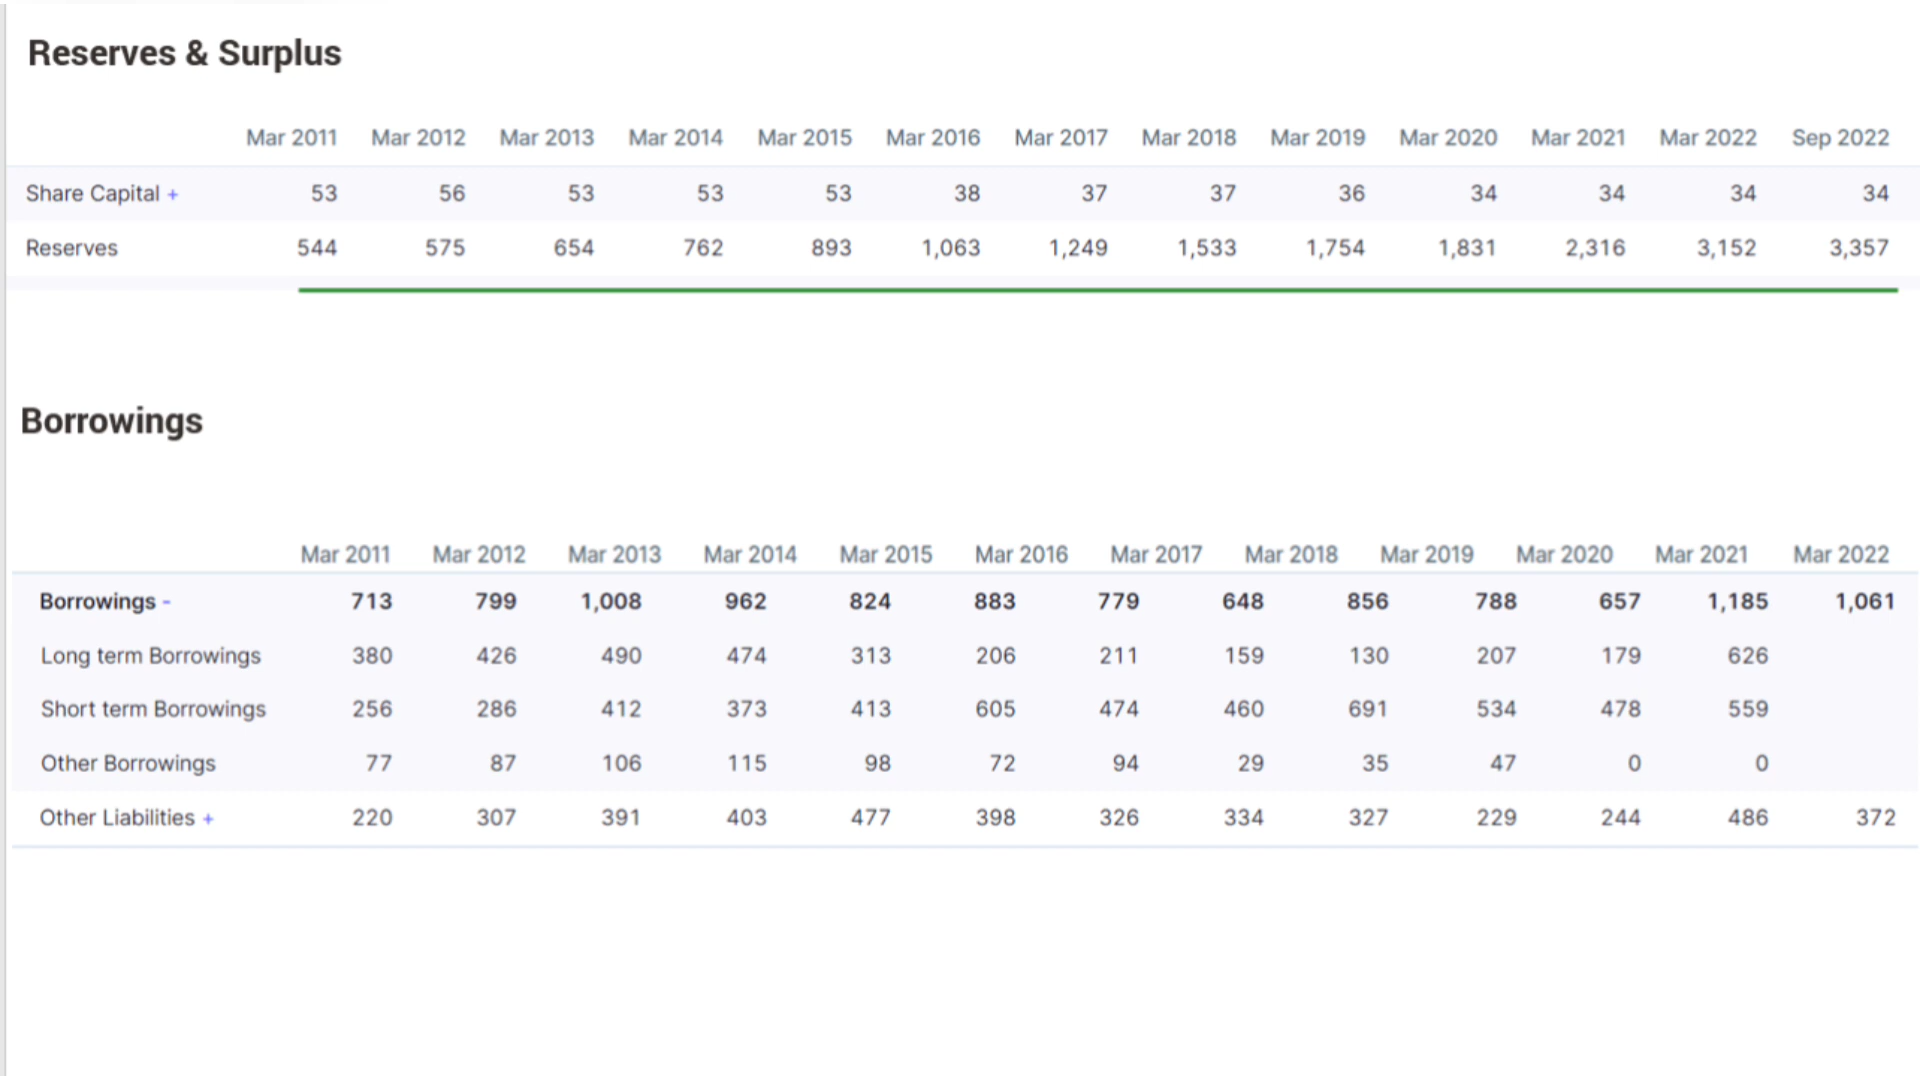 Reserves & Surplus
Mar 2011 Mar 2012 Mar 2013 Mar 2014 Mar 2015 Mar 2016 Mar 2017 Mar 2018 Mar 2019 Mar 2020 Mar 2021 Mar 2022 Sep 2022
Share Capital + 53 56 53 53 53 38 37 37 36 34 34 34 34
Reserves 544 575 654 762 893 1,063 1,249 1,533 1,754 1,831 2,316 3,152 3,357
Borrowings
Mar 2011 Mar 2012 Mar 2013 Mar 2014 Mar 2015 Mar 2016 Mar 2017 Mar 2018 Mar 2019 Mar 2020 Mar 2021 Mar 2022
Borrowings - 713 799 1,008 962 824 883 779 648 856 788 657 1,185 1,061
Long term Borrowings 380 426 490 474 313 206 211 159 130 207 179 626
Short term Borrowings 256 286 412 373 413 605 474 460 691 534 478 559
Other Borrowings 77 87 106 115 98 72 94 29 35 47 0 0
Other Liabilities + 220 307 391 403 477 398 326 334 327 229 244 486 372